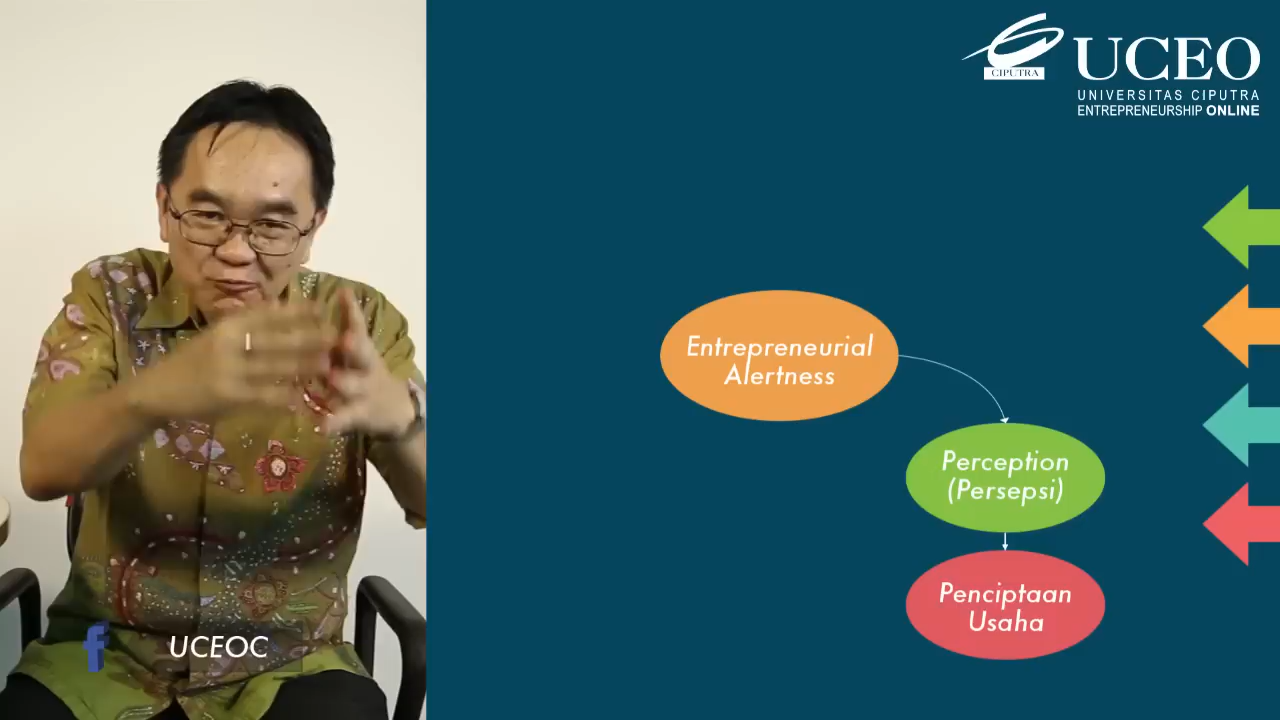 CIPUTRA
UCEO
UNIVERSITAS CIPUTRA
ENTREPRENEURSHIP ONLINE
Entrepreneurial
Alertness
Perception
(Persepsi)
Penciptaan
Usaha
f
UCEOC